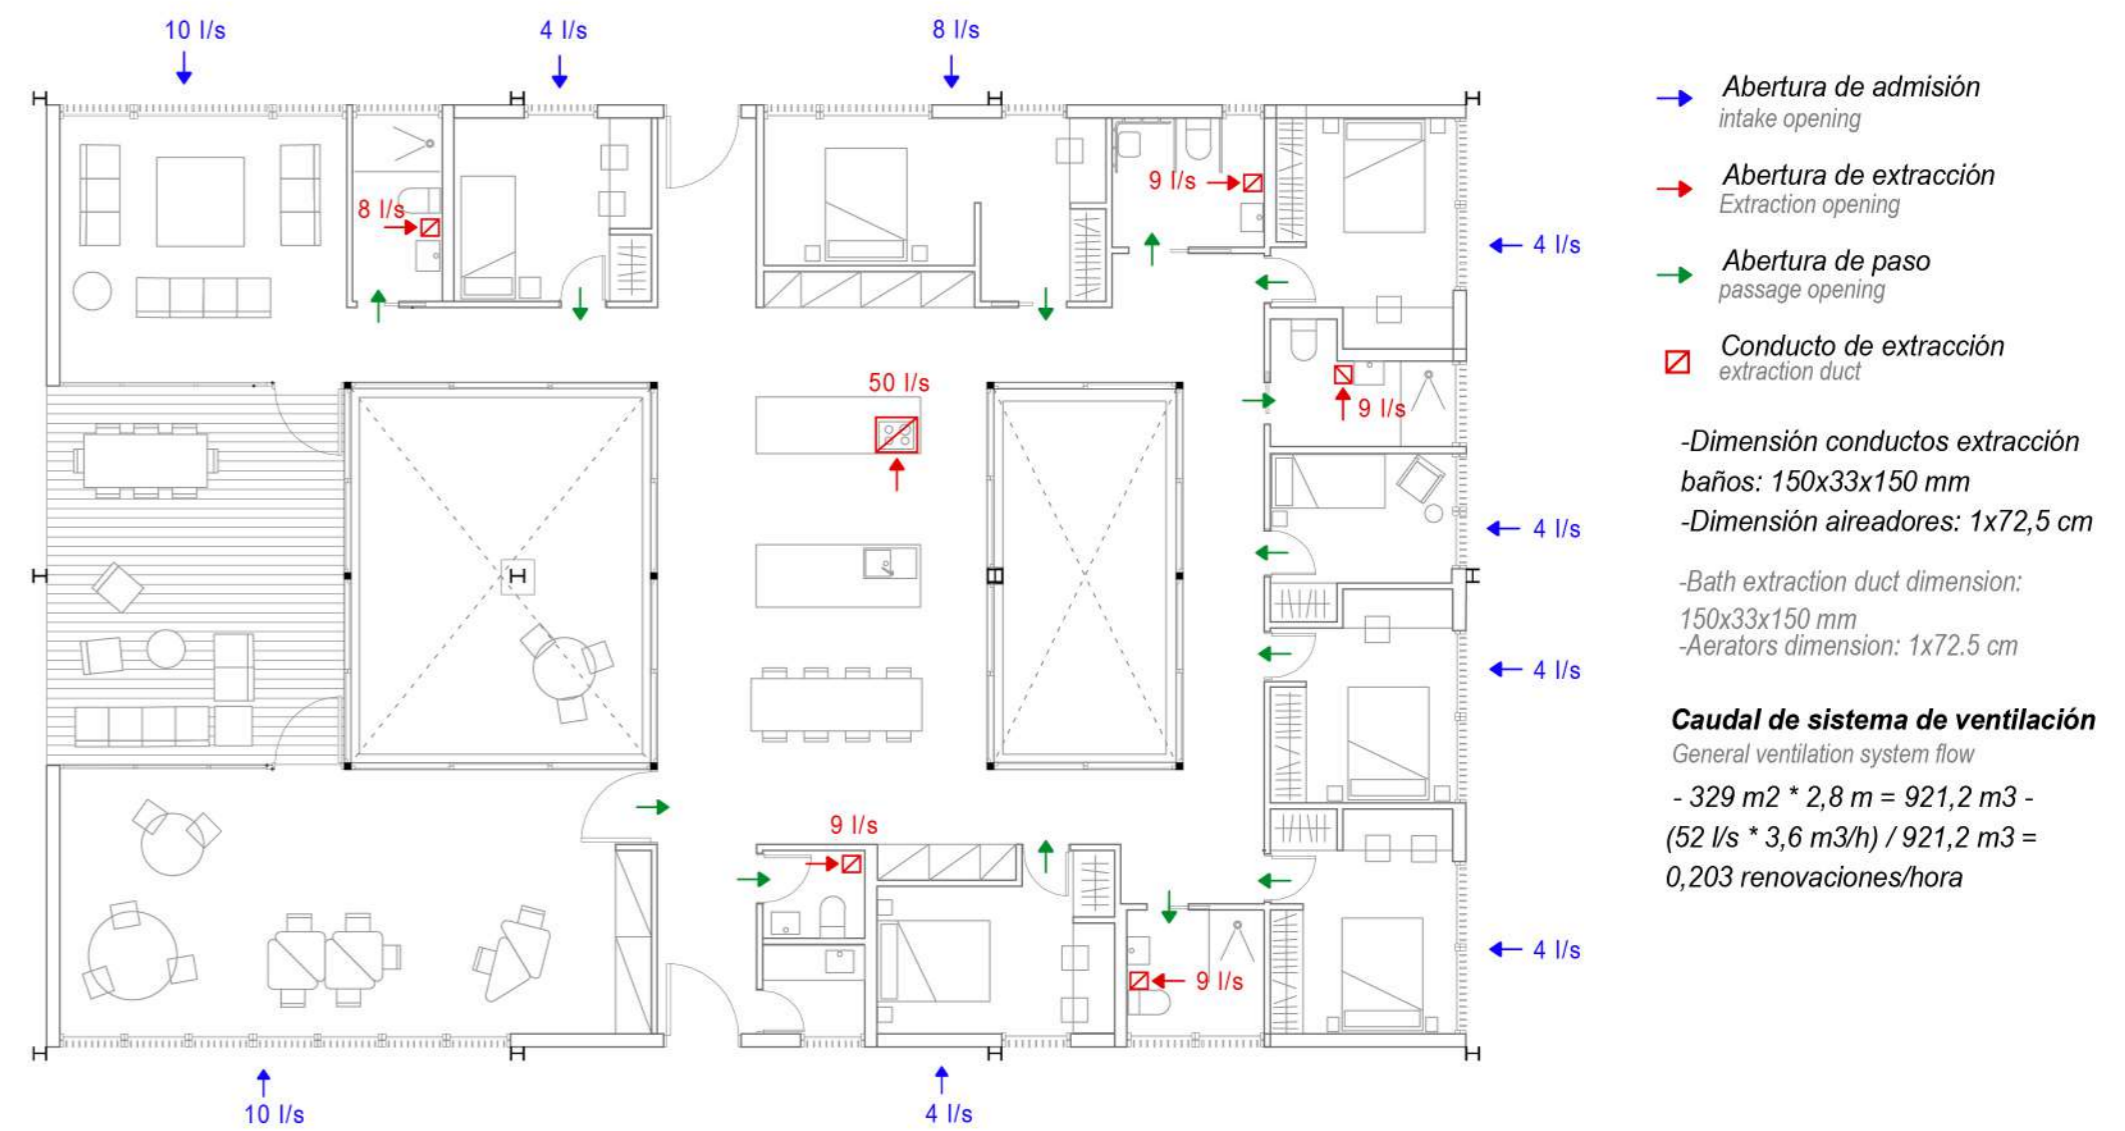 10 l/s
4 l/s
8 l/s
8 l/s
9 l/s
4 l/s
50 l/s
9 l/s
4 l/s
4 l/s
9 l/s
9 l/s
4 l/s
10 l/s
4 l/s
Abertura de admisión
intake opening
Abertura de extracción
Extraction opening
Abertura de paso
passage opening
Conducto de extracción
extraction duct
-Dimensión conductos extracción
baños: 150x33x150 mm
-Dimensión aireadores: 1x72,5 cm
-Bath extraction duct dimension:
150x33x150 mm
-Aerators dimension: 1x72.5 cm
Caudal de sistema de ventilación
General ventilation system flow
- 329 m2 * 2,8 m = 921,2 m3 -
(52 l/s * 3,6 m3/h) / 921,2 m3 =
0,203 renovaciones/hora